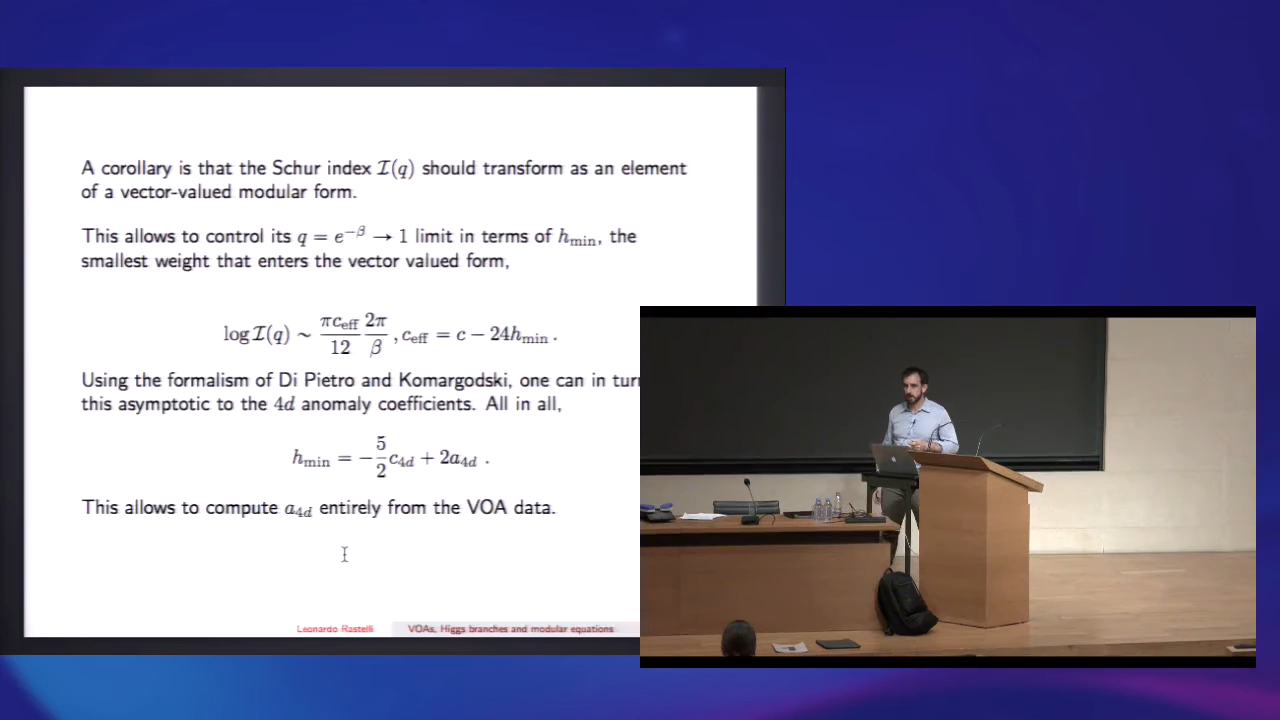 A corollary is that the Schur index I(q) should transform as an element
of a vector-valued modular form.
This allows to control its q = e^{−β} → 1 limit in terms of h_min, the
smallest weight that enters the vector valued form,
log I(q) ∼ πc_eff/12 2π/β , c_eff = c − 24h_min .
Using the formalism of Di Pietro and Komargodski, one can in
this asymptotic to the 4d anomaly coefficients. All in all,
h_min = −5/2 c_4d + 2a_4d .
This allows to compute a_4d entirely from the VOA data.
Leonardo Rastelli VOAs, Higgs branches and modular equations